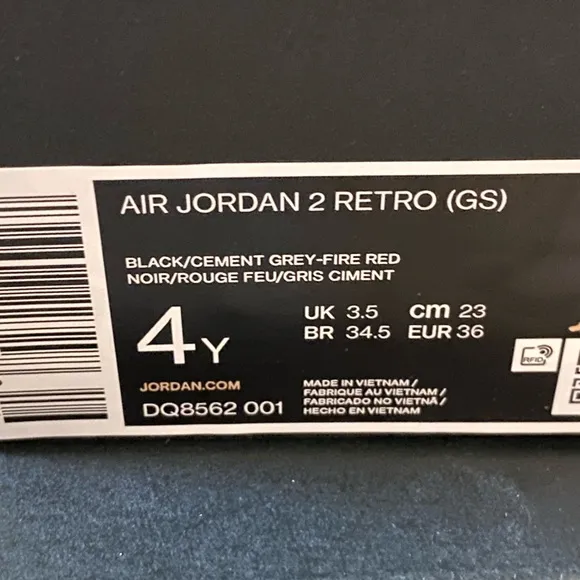 AIR JORDAN 2 RETRO (GS)
BLACK/CEMENT GREY-FIRE RED
NOIR/ROUGE FEU/GRIS CIMENT
4Y
UK 3.5 cm 23
BR 34.5 EUR 36
RFID
JORDAN.COM
DQ8562 001
MADE IN VIETNAM /
FABRIQUE AU VIETNAM /
FABRICADO NO VIETNÃ /
HECHO EN VIETNAM